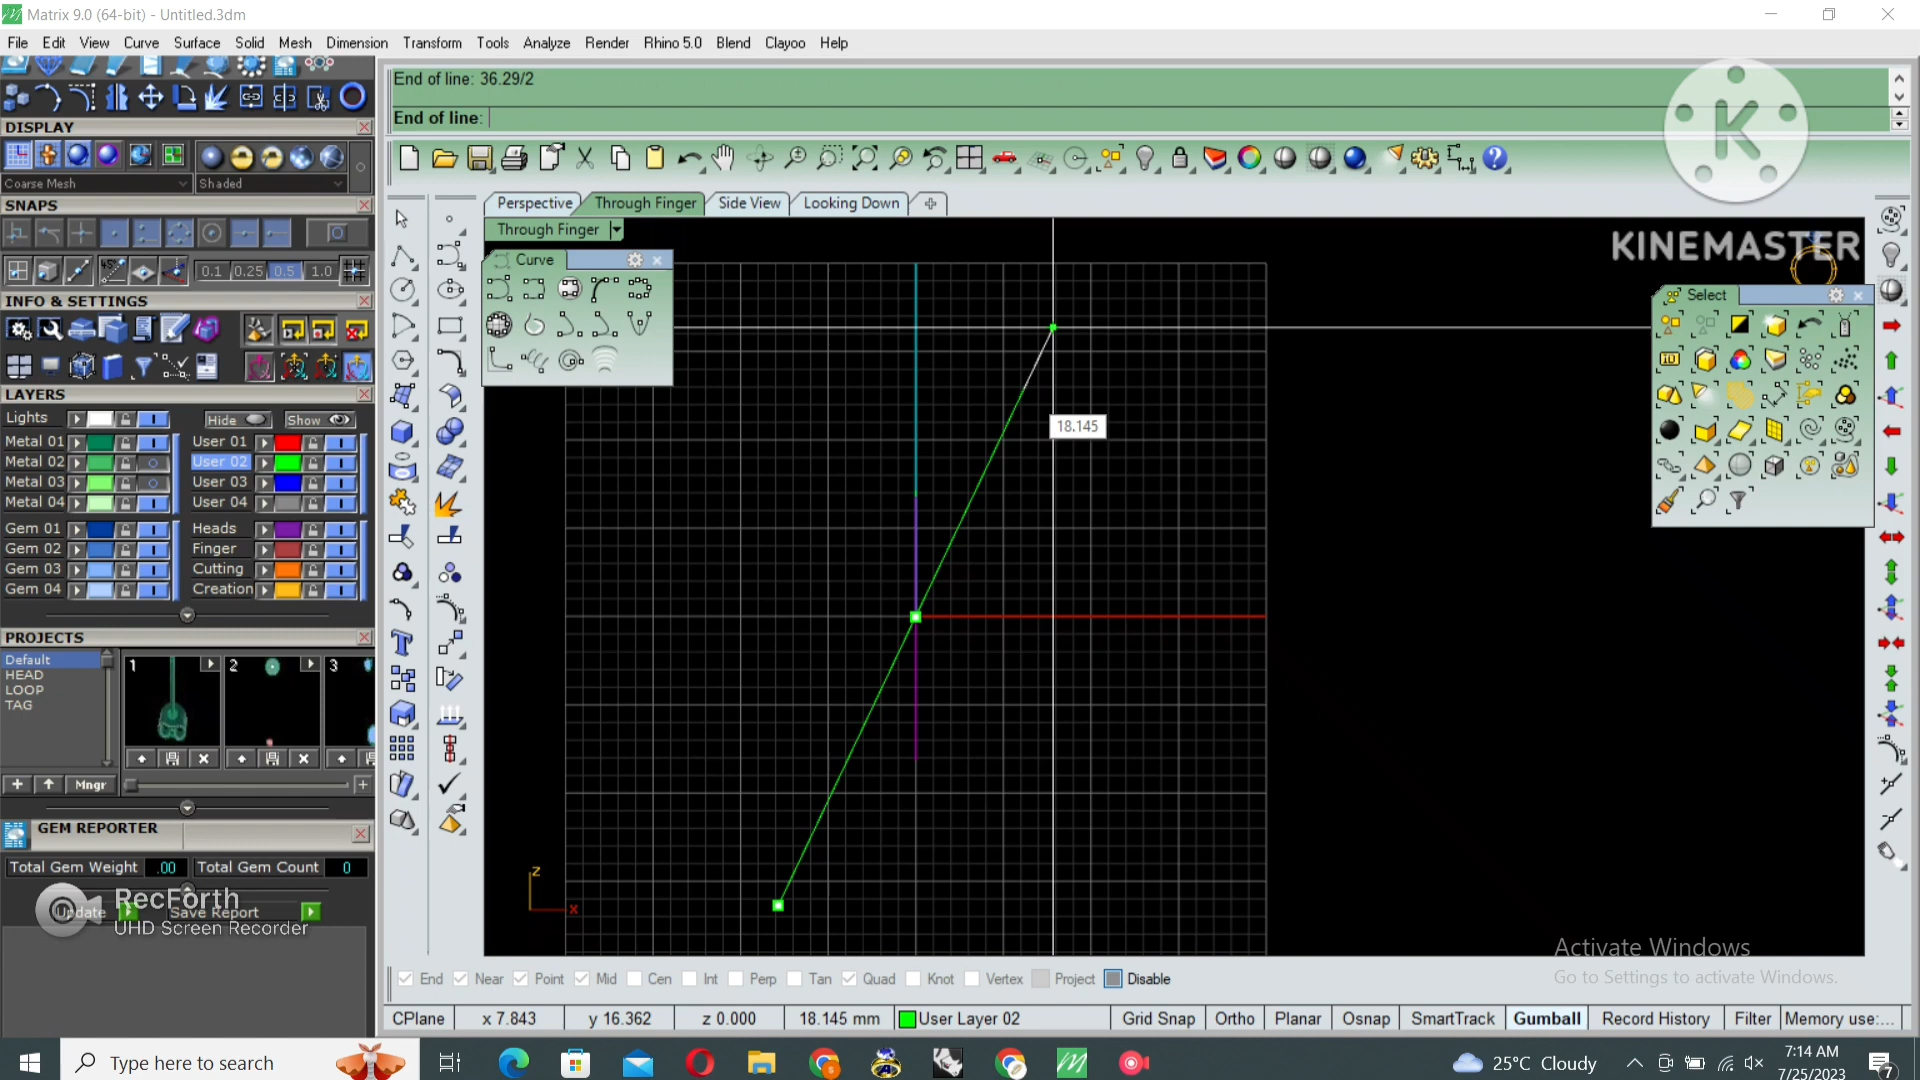 Matrix 9.0 (64-bit) - Untitled.3dm
File Edit View Curve Surface Solid Mesh Dimension Transform Tools Analyze Render Rhino 5.0 Blend Clayoo Help
End of line: 36.29/2
End of line:
K
DISPLAY
Coarse Mesh Shaded
SNAPS
0.1 0.25 0.5 1.0
INFO & SETTINGS
LAYERS
Lights Hide Show
Metal 01 User 01
Metal 02 User 02
Metal 03 User 03
Metal 04 User 04
Gem 01 Heads
Gem 02 Finger
Gem 03 Cutting
Gem 04 Creation
PROJECTS
Default
HEAD
LOOP
TAG
1 2 3
+ Mngr
GEM REPORTER
Total Gem Weight .00 Total Gem Count 0
Update Save Report
RecForth
UHD Screen Recorder
Perspective Through Finger Side View Looking Down
Through Finger
Curve
KINEMASTER
Select
18.145
z
x
Activate Windows
Go to Settings to activate Windows.
End Near Point Mid Cen Int Perp Tan Quad Knot Vertex Project Disable
CPlane x 7.843 y 16.362 z 0.000 18.145 mm User Layer 02 Grid Snap Ortho Planar Osnap SmartTrack Gumball Record History Filter Memory use:...
Type here to search
25°C Cloudy
7:14 AM
7/25/2023
7